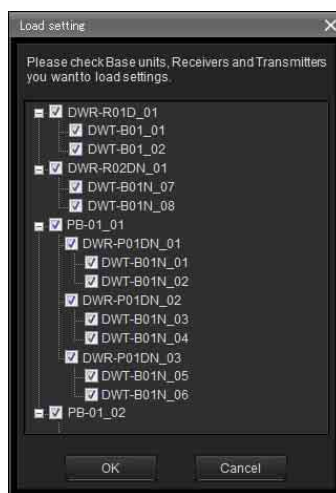 Load setting
Please check Base units, Receivers and Transmitters
you want to load settings.
DWR-R01D_01
DWT-B01_01
DWT-B01_02
DWR-R02DN_01
DWT-B01N_07
DWT-B01N_08
PB-01_01
DWR-P01DN_01
DWT-B01N_01
DWT-B01N_02
DWR-P01DN_02
DWT-B01N_03
DWT-B01N_04
DWR-P01DN_03
DWT-B01N_05
DWT-B01N_06
PB-01_02
OK Cancel